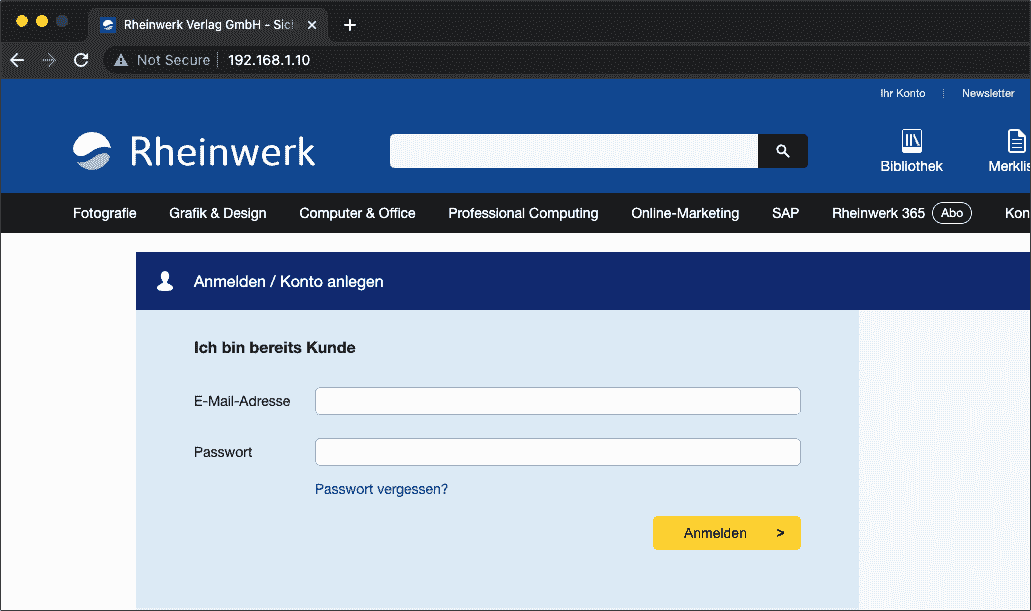 Rheinwerk Verlag GmbH - Sich
Not Secure 192.168.1.10
Ihr Konto Newsletter
Rheinwerk
Bibliothek Merklis
Fotografie Grafik & Design Computer & Office Professional Computing Online-Marketing SAP Rheinwerk 365 Abo Kon
Anmelden / Konto anlegen
Ich bin bereits Kunde
E-Mail-Adresse
Passwort
Passwort vergessen?
Anmelden >